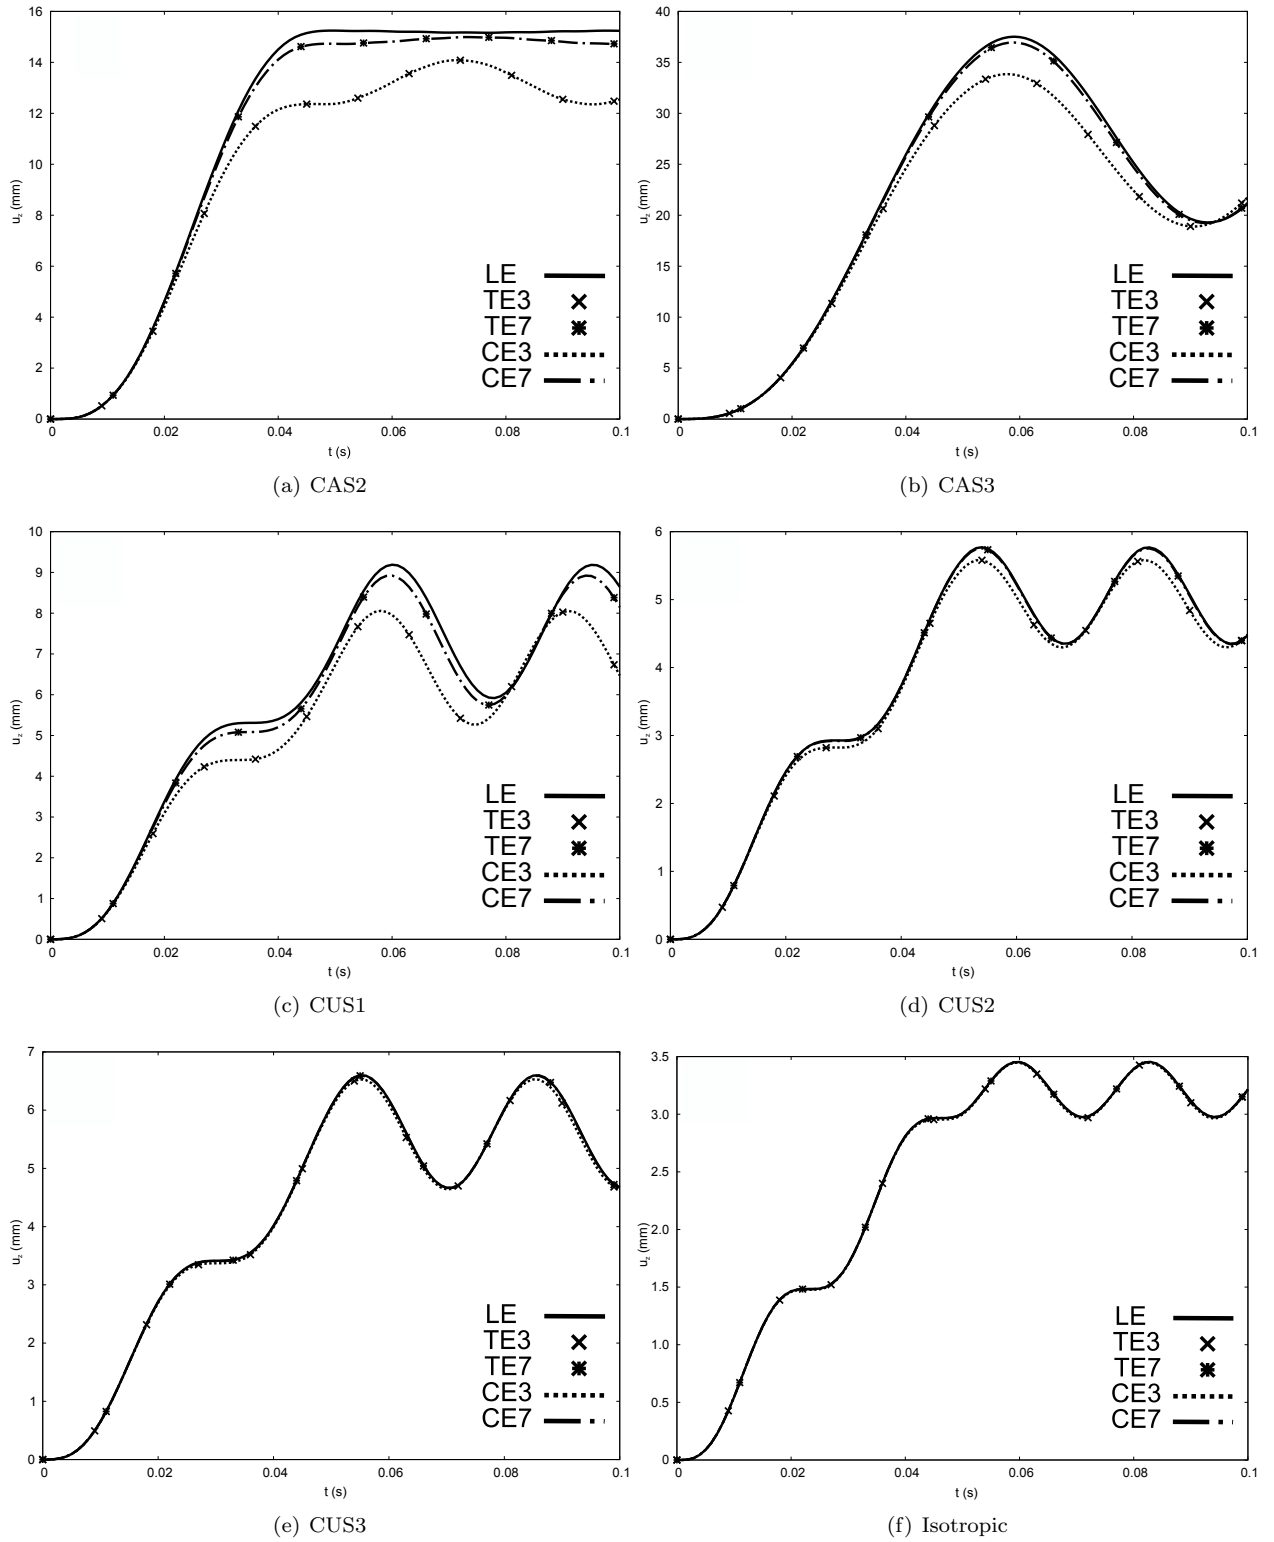 16
14
12
10
8
6
4
2
0
u_z (mm)
0 0.02 0.04 0.06 0.08 0.1
t (s)
LE
TE3
TE7
CE3
CE7
(a) CAS2
40
35
30
25
20
15
10
5
0
u_z (mm)
0 0.02 0.04 0.06 0.08 0.1
t (s)
LE
TE3
TE7
CE3
CE7
(b) CAS3
10
9
8
7
6
5
4
3
2
1
0
u_z (mm)
0 0.02 0.04 0.06 0.08 0.1
t (s)
LE
TE3
TE7
CE3
CE7
(c) CUS1
6
5
4
3
2
1
0
u_z (mm)
0 0.02 0.04 0.06 0.08 0.1
t (s)
LE
TE3
TE7
CE3
CE7
(d) CUS2
7
6
5
4
3
2
1
0
u_z (mm)
0 0.02 0.04 0.06 0.08 0.1
t (s)
LE
TE3
TE7
CE3
CE7
(e) CUS3
3.5
3.0
2.5
2.0
1.5
1.0
0.5
0
u_z (mm)
0 0.02 0.04 0.06 0.08 0.1
t (s)
LE
TE3
TE7
CE3
CE7
(f) Isotropic